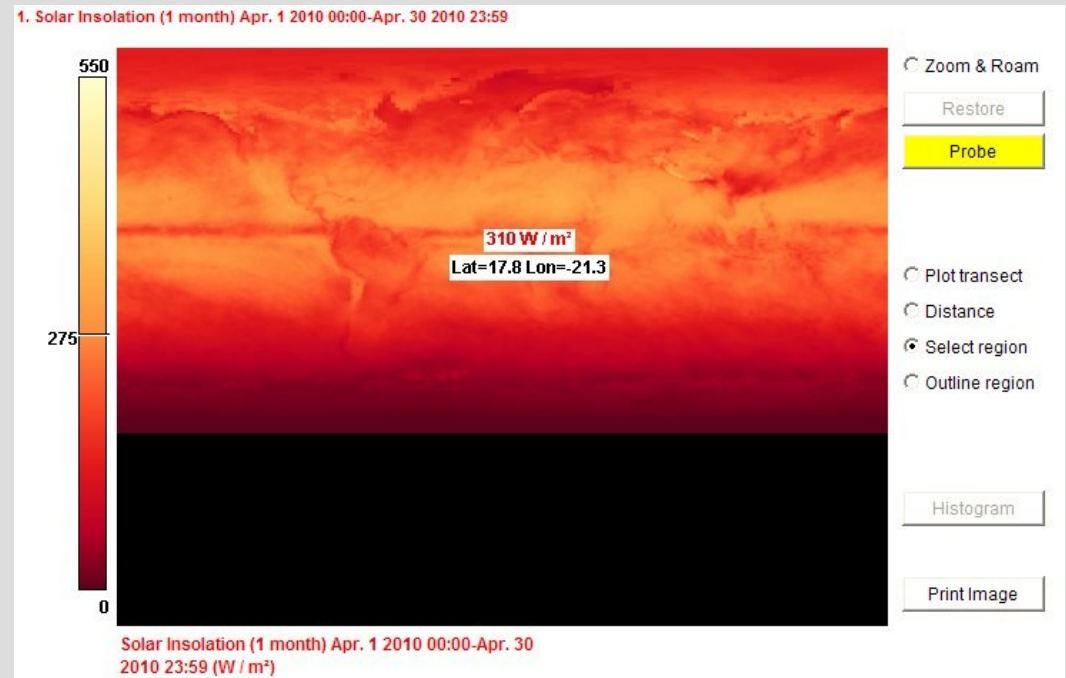 1. Solar Insolation (1 month) Apr. 1 2010 00:00-Apr. 30 2010 23:59
550
275
0
310 W / m²
Lat=17.8 Lon=-21.3
Zoom & Roam
Restore
Probe
Plot transect
Distance
Select region
Outline region
Histogram
Print Image
Solar Insolation (1 month) Apr. 1 2010 00:00-Apr. 30
2010 23:59 (W / m²)